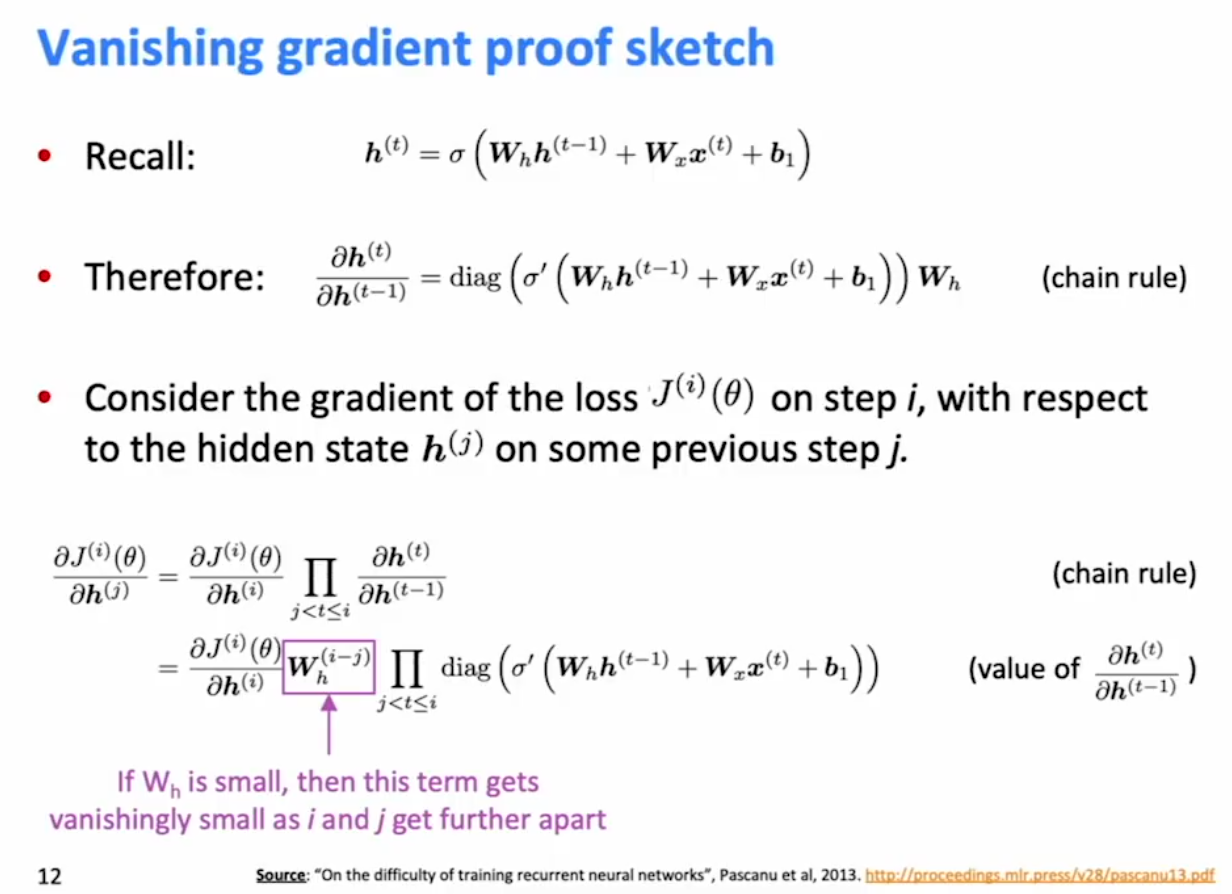 Vanishing gradient proof sketch
• Recall: $\boldsymbol{h}^{(t)} = \sigma\left(\boldsymbol{W}_h \boldsymbol{h}^{(t-1)} + \boldsymbol{W}_x \boldsymbol{x}^{(t)} + \boldsymbol{b}_1\right)$
• Therefore: $\frac{\partial \boldsymbol{h}^{(t)}}{\partial \boldsymbol{h}^{(t-1)}} = \text{diag}\left(\sigma'\left(\boldsymbol{W}_h \boldsymbol{h}^{(t-1)} + \boldsymbol{W}_x \boldsymbol{x}^{(t)} + \boldsymbol{b}_1\right)\right) \boldsymbol{W}_h$ (chain rule)
• Consider the gradient of the loss $J^{(i)}(\theta)$ on step i, with respect
to the hidden state $\boldsymbol{h}^{(j)}$ on some previous step j.
$\frac{\partial J^{(i)}(\theta)}{\partial \boldsymbol{h}^{(j)}} = \frac{\partial J^{(i)}(\theta)}{\partial \boldsymbol{h}^{(i)}} \prod_{j<t\leq i} \frac{\partial \boldsymbol{h}^{(t)}}{\partial \boldsymbol{h}^{(t-1)}}$ (chain rule)
$= \frac{\partial J^{(i)}(\theta)}{\partial \boldsymbol{h}^{(i)}} \boldsymbol{W}_h^{(i-j)} \prod_{j<t\leq i} \text{diag}\left(\sigma'\left(\boldsymbol{W}_h \boldsymbol{h}^{(t-1)} + \boldsymbol{W}_x \boldsymbol{x}^{(t)} + \boldsymbol{b}_1\right)\right)$ (value of $\frac{\partial \boldsymbol{h}^{(t)}}{\partial \boldsymbol{h}^{(t-1)}}$ )
If W$_h$ is small, then this term gets
vanishingly small as i and j get further apart
12 Source: “On the difficulty of training recurrent neural networks”, Pascanu et al, 2013. http://proceedings.mlr.press/v28/pascanu13.pdf